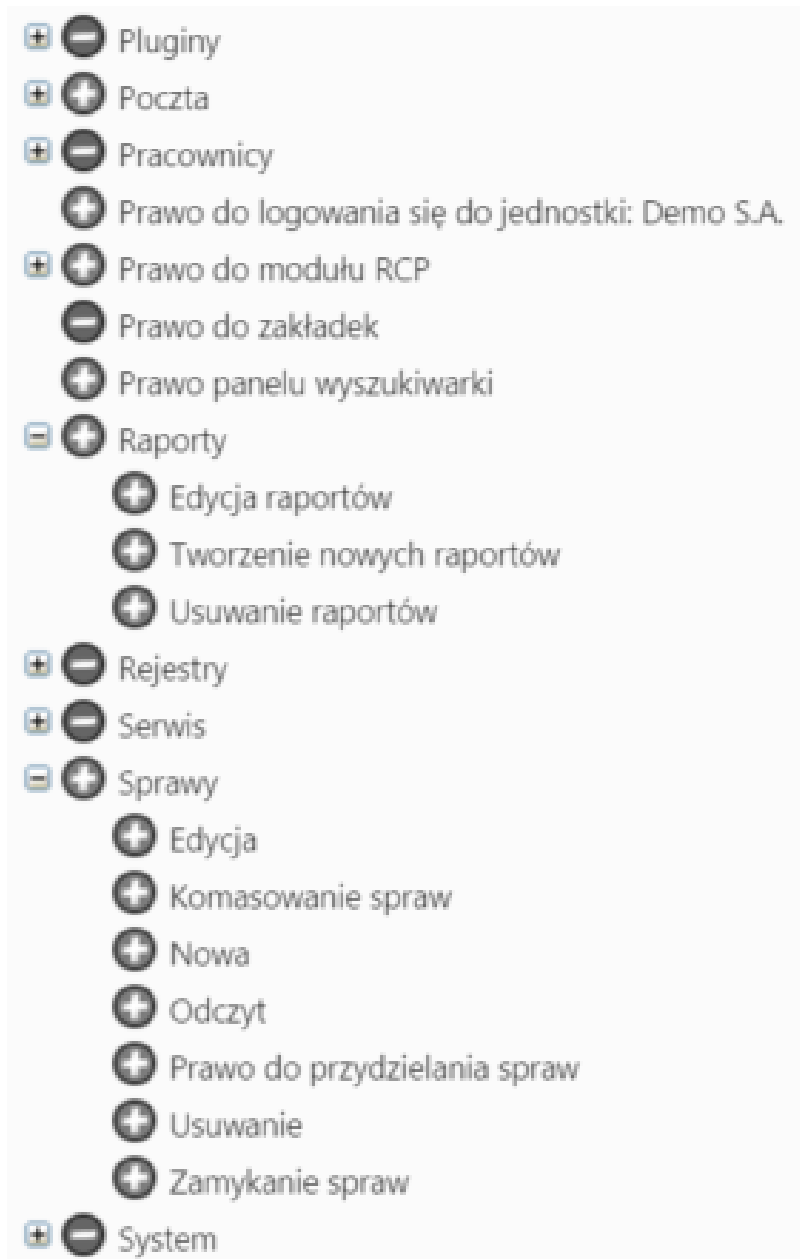 Pluginy
Poczta
Pracownicy
Prawo do logowania się do jednostki: Demo S.A.
Prawo do modułu RCP
Prawo do zakładek
Prawo panelu wyszukiwarki
Raporty
Edycja raportów
Tworzenie nowych raportów
Usuwanie raportów
Rejestry
Serwis
Sprawy
Edycja
Komasowanie spraw
Nowa
Odczyt
Prawo do przydzielania spraw
Usuwanie
Zamykanie spraw
System